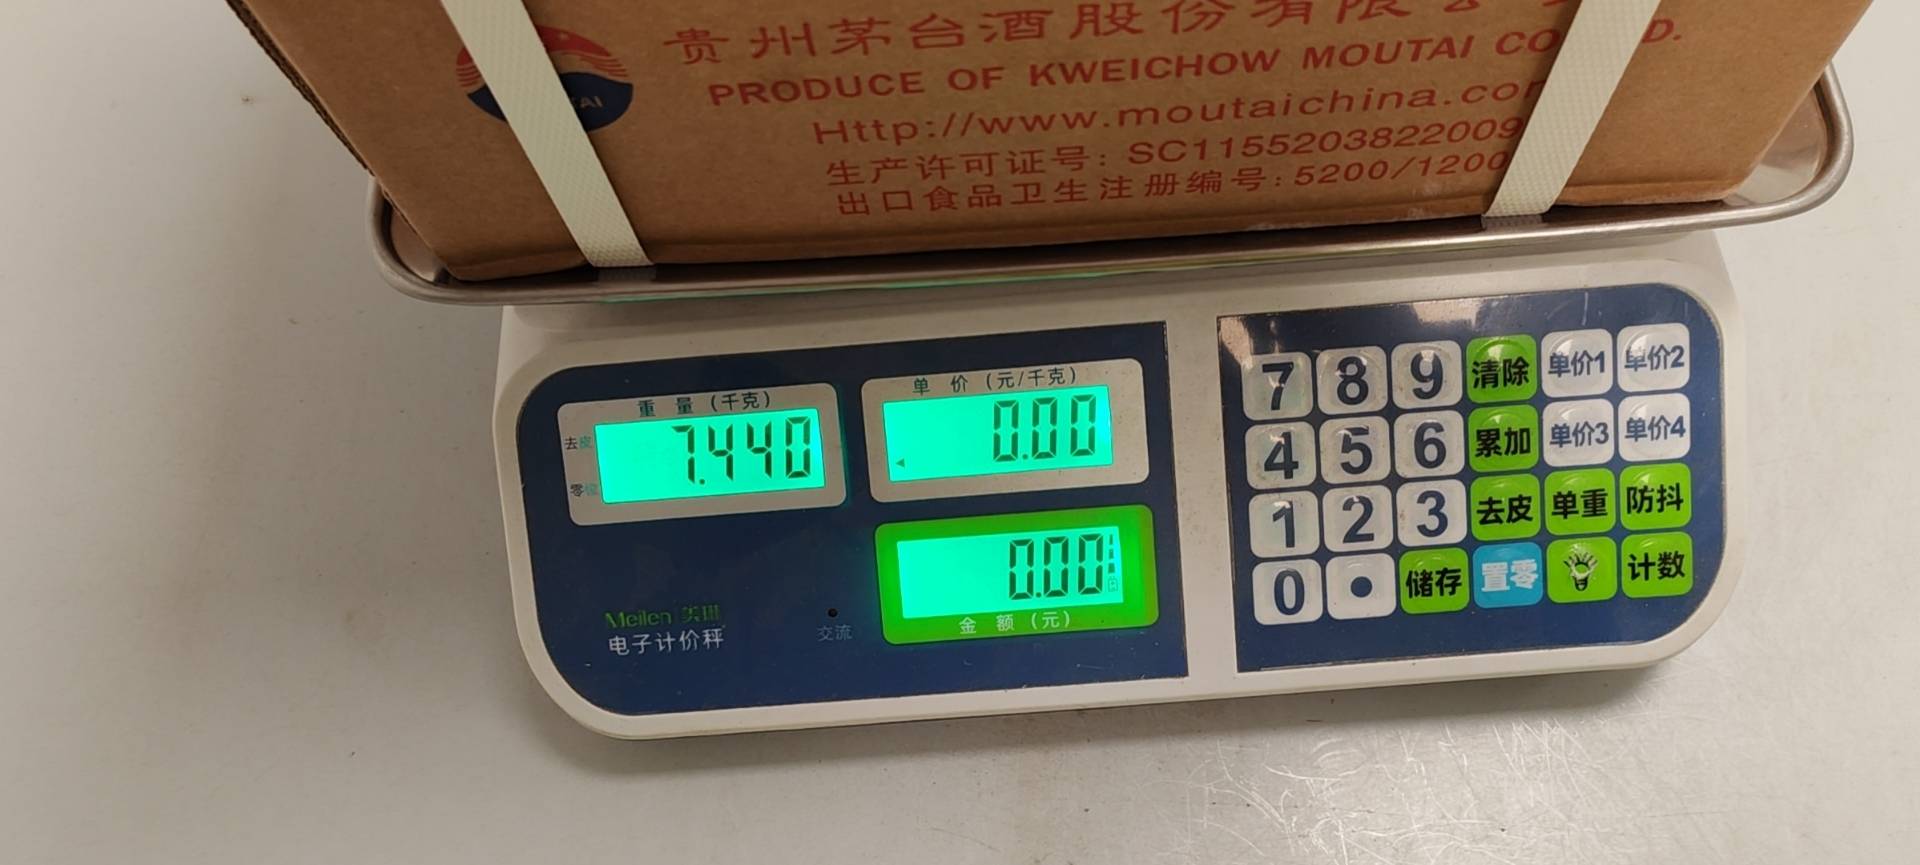 贵州茅台酒股份有限公
PRODUCE OF KWEICHOW MOUTAI CO D.
TAI
Http://www.moutaichina.co
生产许可证号：SC1155203822009
出口食品卫生注册编号：5200/1200
重 量（千克）
去皮
7.440
零位
单 价（元/千克）
0.00
0.00
金 额（元）
Meilen 美琳
电子计价秤
交流
7 8 9 清除 单价1 单价2
4 5 6 累加 单价3 单价4
1 2 3 去皮 单重 防抖
0 . 储存 置零 计数